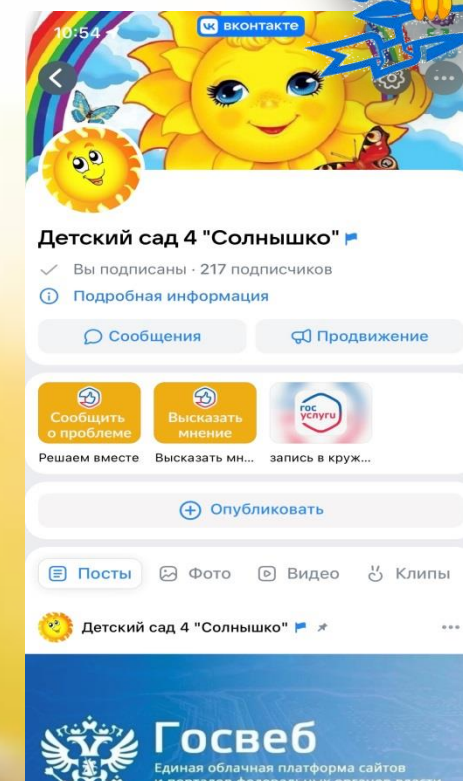 10:54
вконтакте
Детский сад 4 "Солнышко"
Вы подписаны · 217 подписчиков
Подробная информация
Сообщения
Продвижение
Сообщить
о проблеме
Высказать
мнение
гос
услуги
Решаем вместе
Высказать мн...
запись в круж...
Опубликовать
Посты
Фото
Видео
Клипы
Детский сад 4 "Солнышко"
Госвеб
Единая облачная платформа сайтов